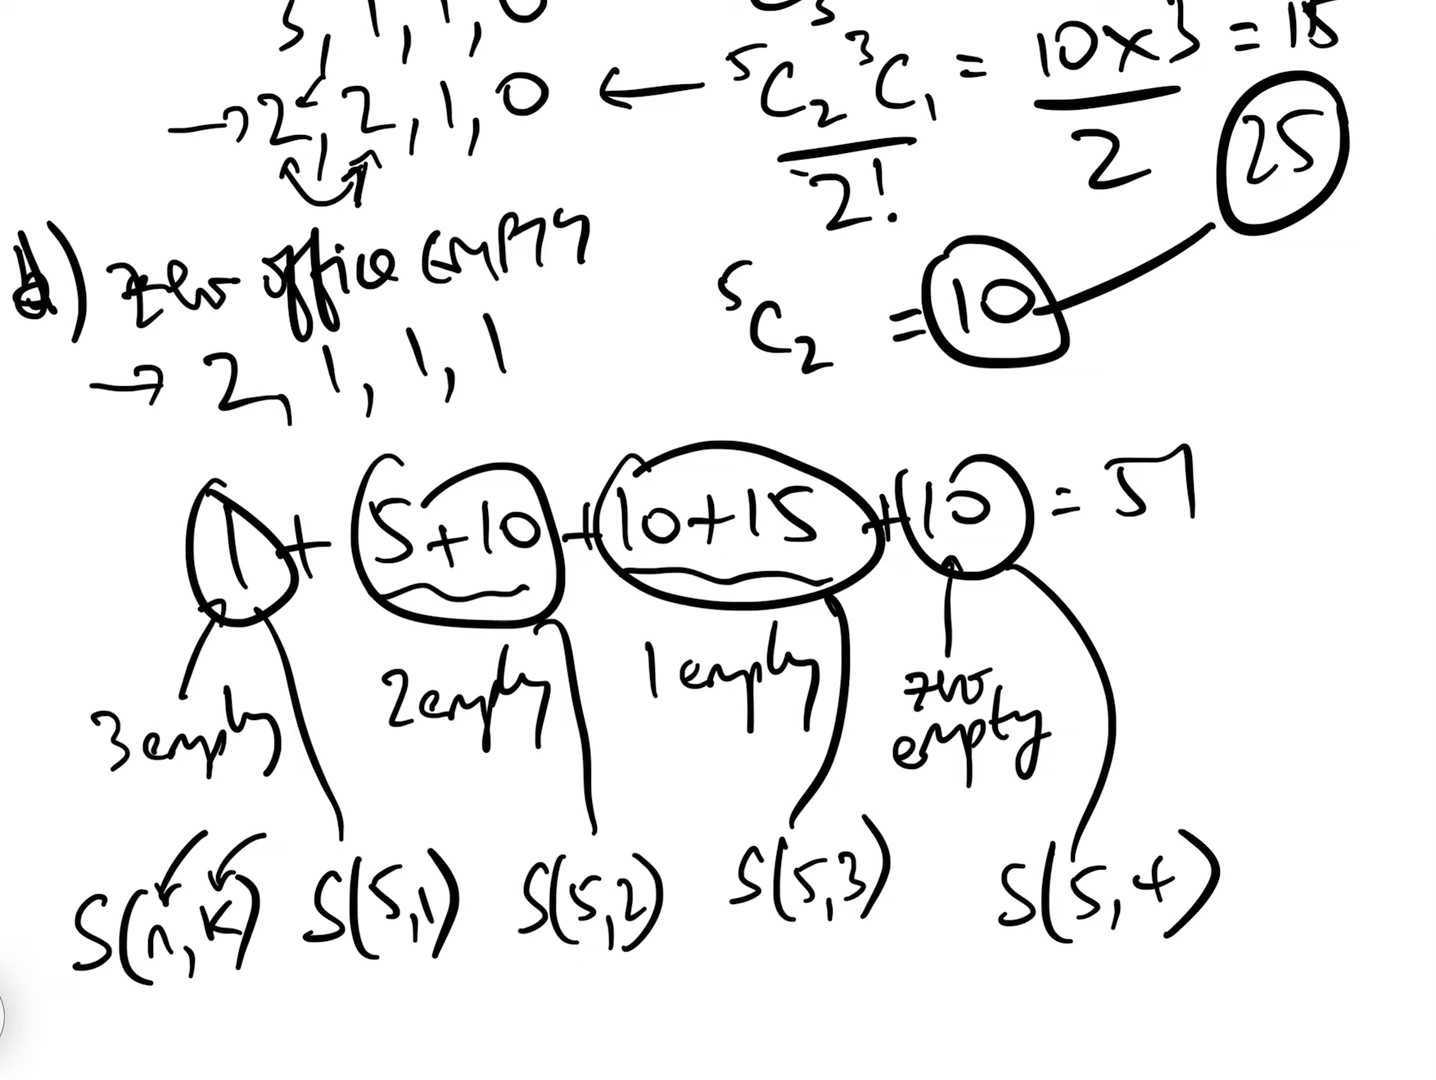 3, 1, 1, 0
→ 2, 2, 1, 0 ← ⁵C₂ ³C₁ / 2! = 10×3 / 2 = 15
25
d) zero office empty
→ 2, 1, 1, 1
⁵C₂ = 10
1 + 5+10 + 10+15 + 10 = 51
3 empty 2 empty 1 empty zero empty
S(n, k) S(5,1) S(5,2) S(5,3) S(5,4)